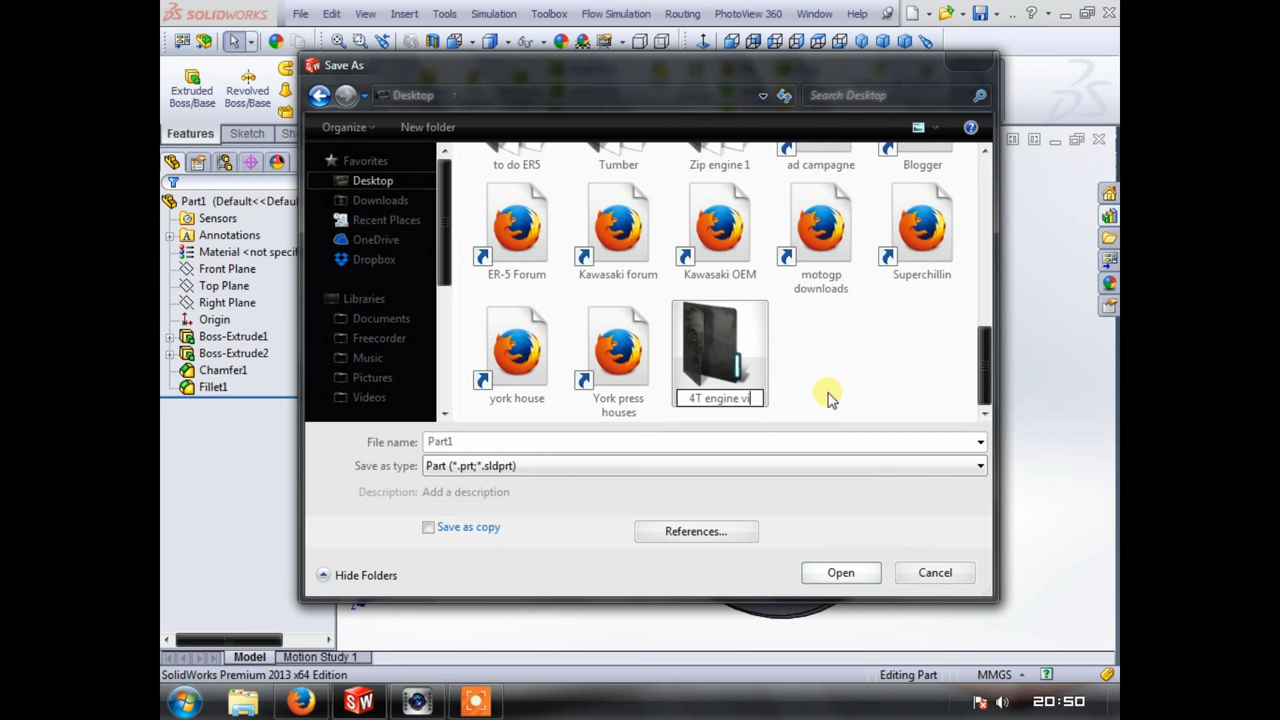 SOLIDWORKS
File
Edit
View
Insert
Tools
Simulation
Toolbox
Flow Simulation
Routing
PhotoView 360
Window
Help
Extruded
Boss/Base
Revolved
Boss/Base
Features
Sketch
Save As
Desktop
Search Desktop
Organize
New folder
Favorites
Desktop
Downloads
Recent Places
OneDrive
Dropbox
Libraries
Documents
Freecorder
Music
Pictures
Videos
to do ER5
Tumber
Zip engine 1
ad campagne
Blogger
ER-5 Forum
Kawasaki forum
Kawasaki OEM
motogp
downloads
Superchillin
york house
York press
houses
4T engine vi
File name:
Part1
Save as type:
Part (*.prt;*.sldprt)
Description:
Add a description
Save as copy
References...
Hide Folders
Open
Cancel
Part1 (Default<<Default
Sensors
Annotations
Material <not specif
Front Plane
Top Plane
Right Plane
Origin
Boss-Extrude1
Boss-Extrude2
Chamfer1
Fillet1
Model
Motion Study 1
SolidWorks Premium 2013 x64 Edition
Editing Part
MMGS
20:50